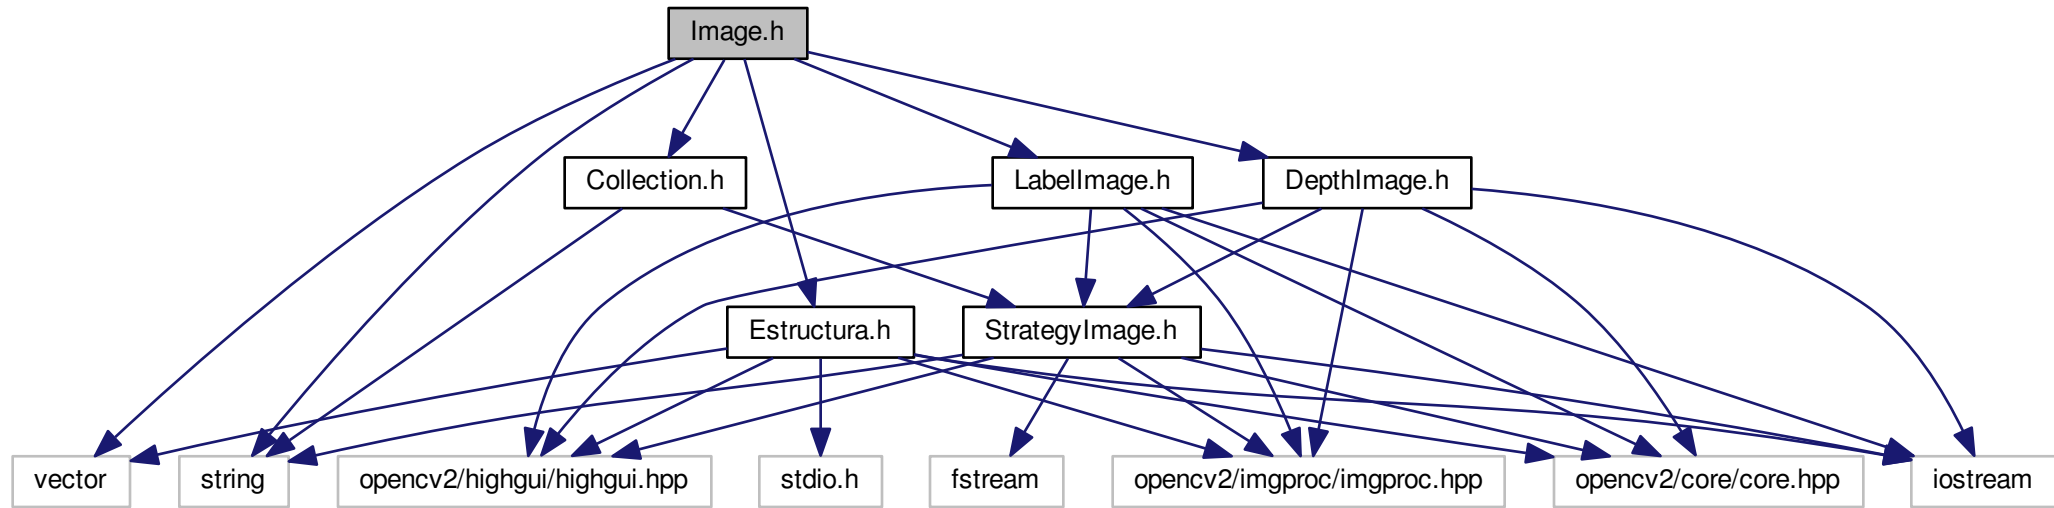 Image.h
Collection.h
LabelImage.h
DepthImage.h
Estructura.h
StrategyImage.h
vector
string
opencv2/highgui/highgui.hpp
stdio.h
fstream
opencv2/imgproc/imgproc.hpp
opencv2/core/core.hpp
iostream